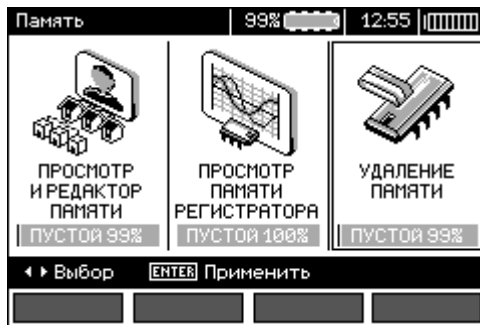 Память 99% 12:55
ПРОСМОТР
И РЕДАКТОР
ПАМЯТИ
ПУСТОЙ 99%
ПРОСМОТР
ПАМЯТИ
РЕГИСТРАТОРА
ПУСТОЙ 100%
УДАЛЕНИЕ
ПАМЯТИ
ПУСТОЙ 99%
Выбор ENTER Применить